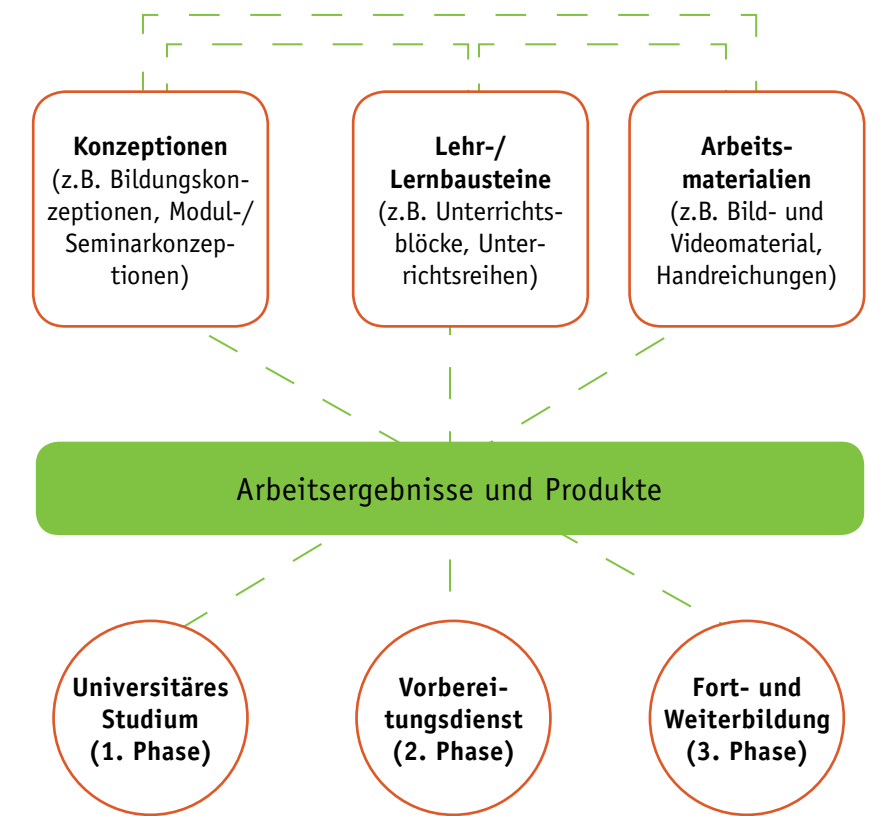 Konzeptionen
(z.B. Bildungskon-
zeptionen, Modul-/
Seminarkonzep-
tionen)
Lehr-/
Lernbausteine
(z.B. Unterrichts-
blöcke, Unter-
richtsreihen)
Arbeits-
materialien
(z.B. Bild- und
Videomaterial,
Handreichungen)
Arbeitsergebnisse und Produkte
Universitäres
Studium
(1. Phase)
Vorberei-
tungsdienst
(2. Phase)
Fort- und
Weiterbildung
(3. Phase)